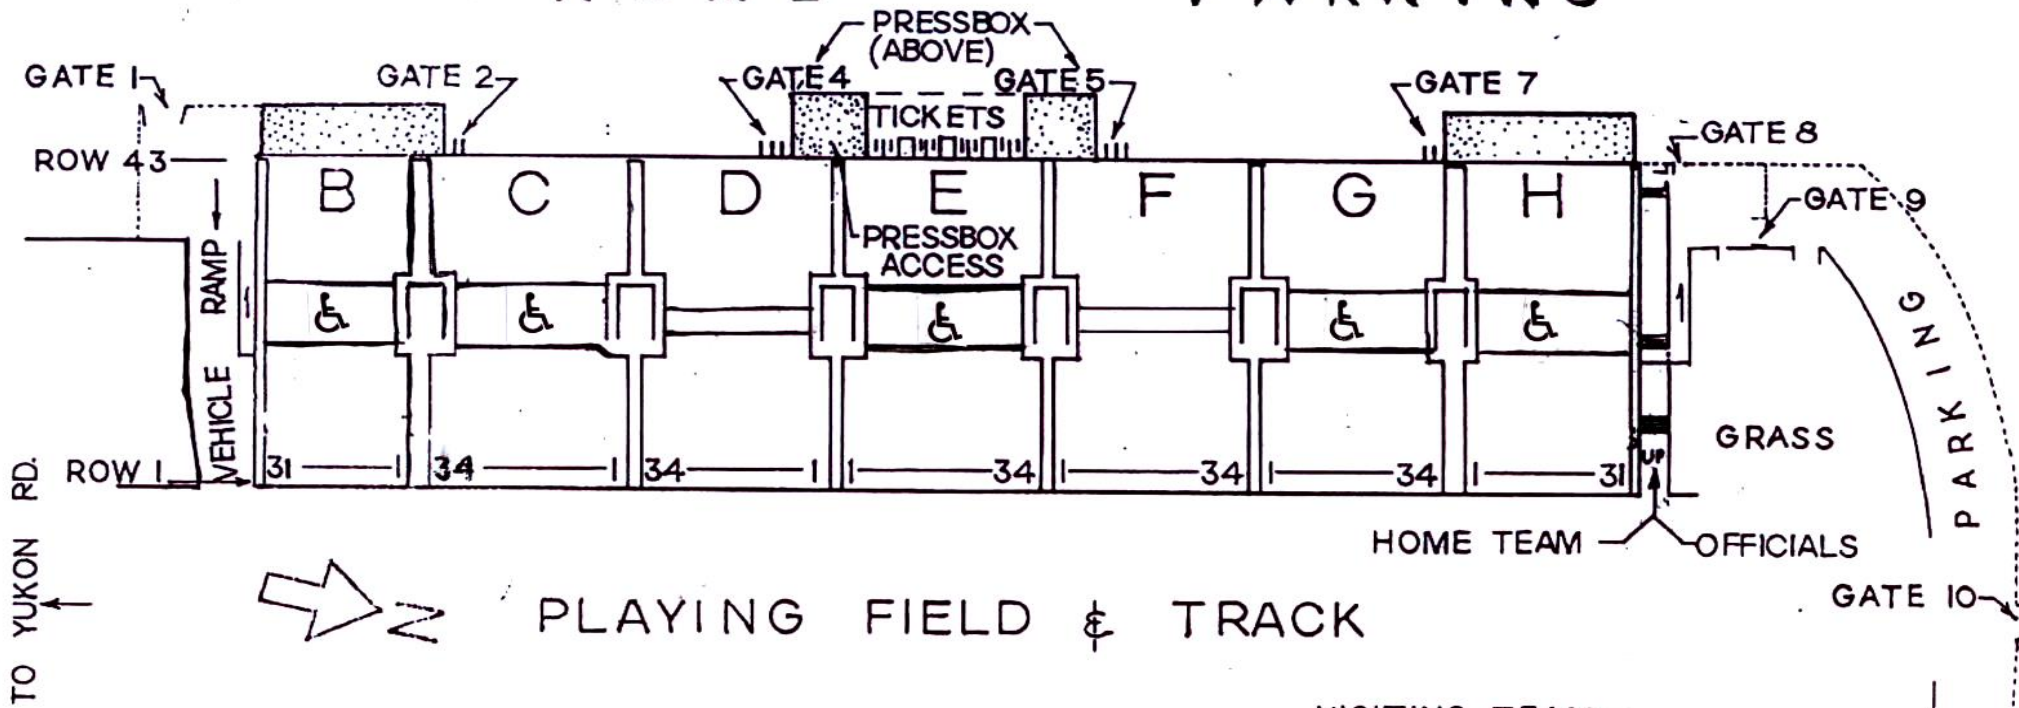 PARKING
PRESSBOX
(ABOVE)
GATE 1
GATE 2
GATE 4
GATE 5
GATE 7
TICKETS
GATE 8
ROW 43
B
C
D
E
F
G
H
GATE 9
PRESSBOX
ACCESS
VEHICLE RAMP
PARKING
GRASS
UP
ROW 1
31 1
34 1
34 1
1 34
1 34
1 34
1 31
HOME TEAM
OFFICIALS
TO YUKON RD.
N
PLAYING FIELD & TRACK
GATE 10